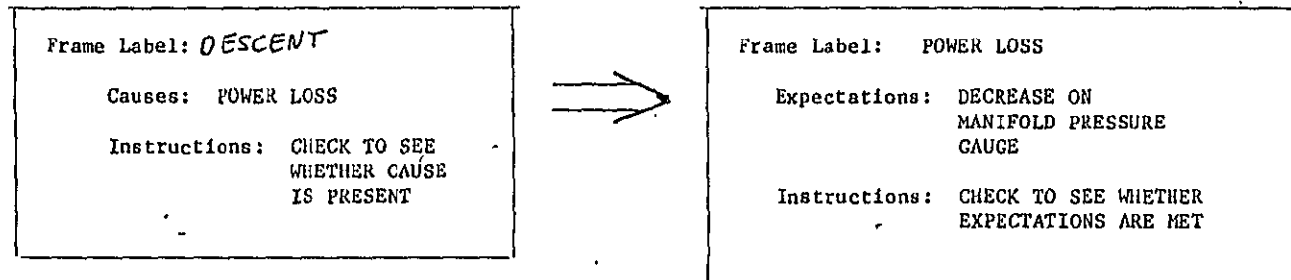 Frame Label: DESCENT
Causes: POWER LOSS
Instructions: CHECK TO SEE
WHETHER CAUSE
IS PRESENT
Frame Label: POWER LOSS
Expectations: DECREASE ON
MANIFOLD PRESSURE
GAUGE
Instructions: CHECK TO SEE WHETHER
EXPECTATIONS ARE MET